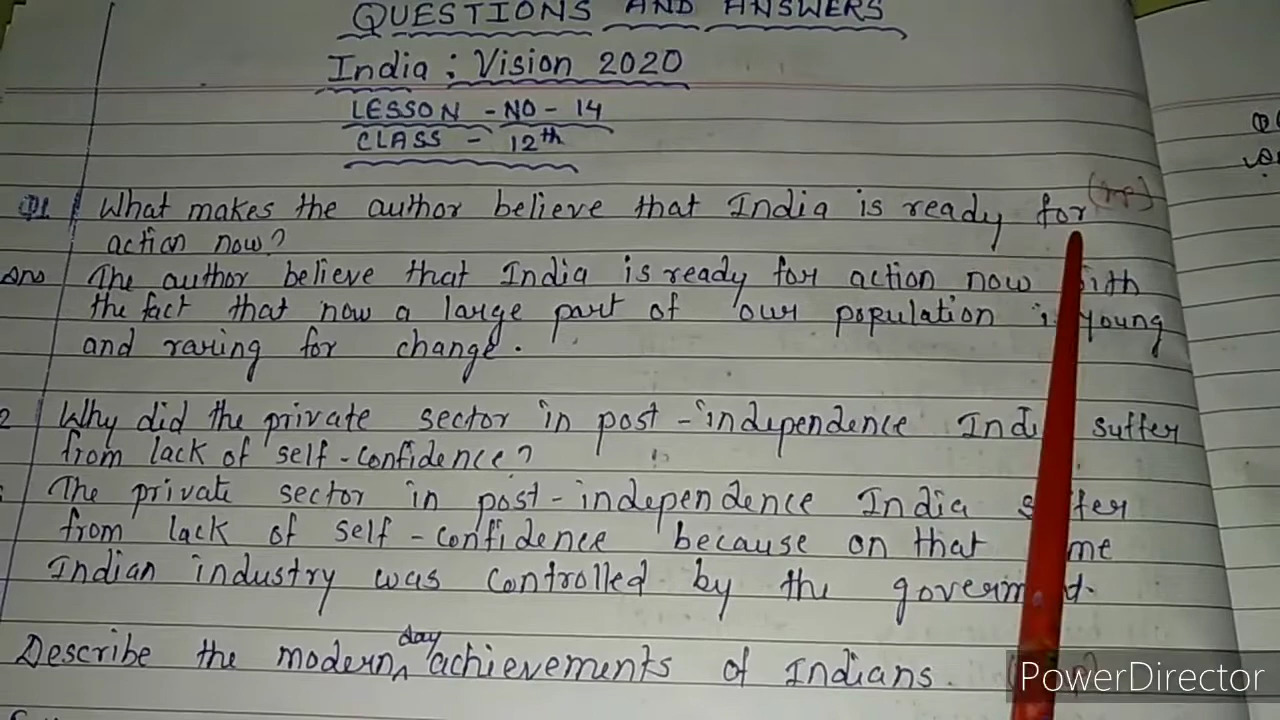 QUESTIONS AND ANSWERS
India : Vision 2020
LESSON - NO - 14
CLASS - 12th
Q1 What makes the author believe that India is ready for
action now?
Ans The author believe that India is ready for action now
the fact that now a large part of our population young
and raring for change.
2 Why did the private sector in post-independence suffer
from lack of self-confidence?
The private sector in post-independence India
from lack of self-confidence because on that
Indian industry was controlled by the
Describe the modern day achievements of Indians.
PowerDirector